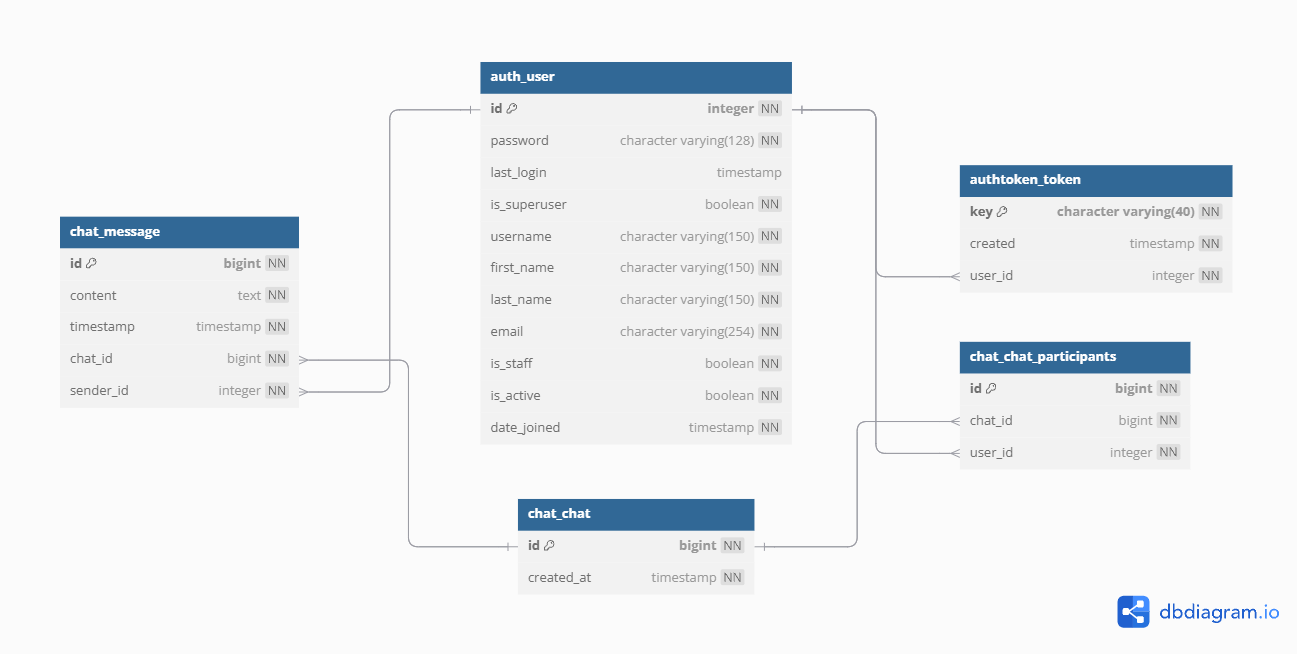 auth_user
id integer NN
password character varying(128) NN
last_login timestamp
is_superuser boolean NN
username character varying(150) NN
first_name character varying(150) NN
last_name character varying(150) NN
email character varying(254) NN
is_staff boolean NN
is_active boolean NN
date_joined timestamp NN
authtoken_token
key character varying(40) NN
created timestamp NN
user_id integer NN
chat_message
id bigint NN
content text NN
timestamp timestamp NN
chat_id bigint NN
sender_id integer NN
chat_chat_participants
id bigint NN
chat_id bigint NN
user_id integer NN
chat_chat
id bigint NN
created_at timestamp NN
dbdiagram.io